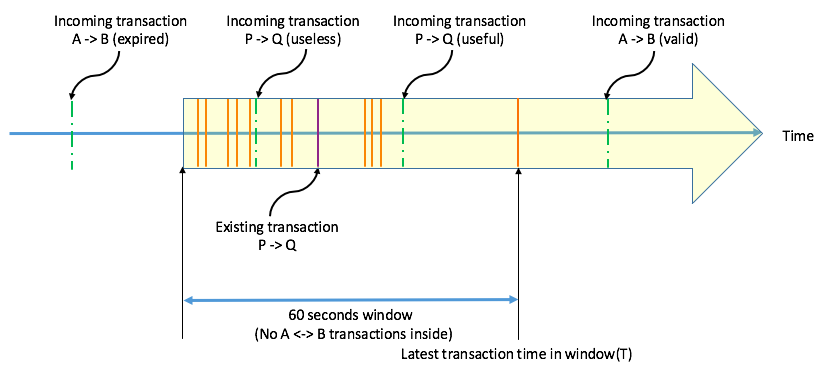 Incoming transaction
A -> B (expired)
Incoming transaction
P -> Q (useless)
Incoming transaction
P -> Q (useful)
Incoming transaction
A -> B (valid)
Time
Existing transaction
P -> Q
60 seconds window
(No A <-> B transactions inside)
Latest transaction time in window(T)